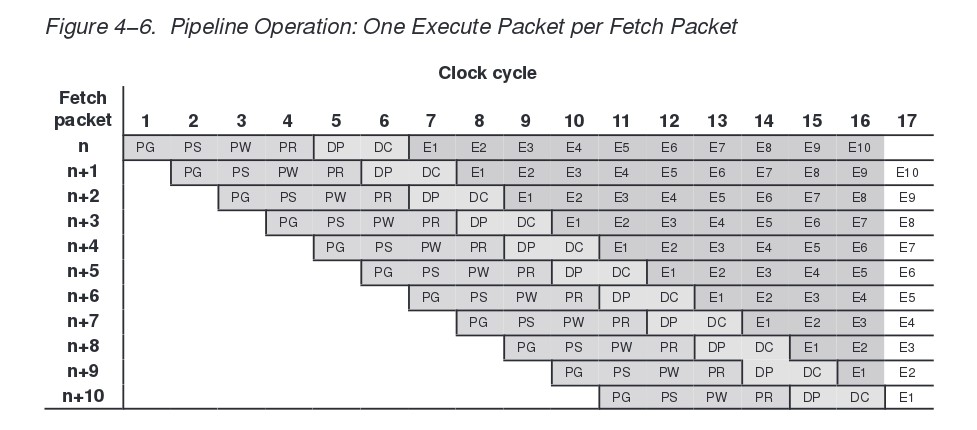 Figure 4–6. Pipeline Operation: One Execute Packet per Fetch Packet
Clock cycle
Fetch
packet 1 2 3 4 5 6 7 8 9 10 11 12 13 14 15 16 17
n PG PS PW PR DP DC E1 E2 E3 E4 E5 E6 E7 E8 E9 E10
n+1 PG PS PW PR DP DC E1 E2 E3 E4 E5 E6 E7 E8 E9 E10
n+2 PG PS PW PR DP DC E1 E2 E3 E4 E5 E6 E7 E8 E9
n+3 PG PS PW PR DP DC E1 E2 E3 E4 E5 E6 E7 E8
n+4 PG PS PW PR DP DC E1 E2 E3 E4 E5 E6 E7
n+5 PG PS PW PR DP DC E1 E2 E3 E4 E5 E6
n+6 PG PS PW PR DP DC E1 E2 E3 E4 E5
n+7 PG PS PW PR DP DC E1 E2 E3 E4
n+8 PG PS PW PR DP DC E1 E2 E3
n+9 PG PS PW PR DP DC E1 E2
n+10 PG PS PW PR DP DC E1